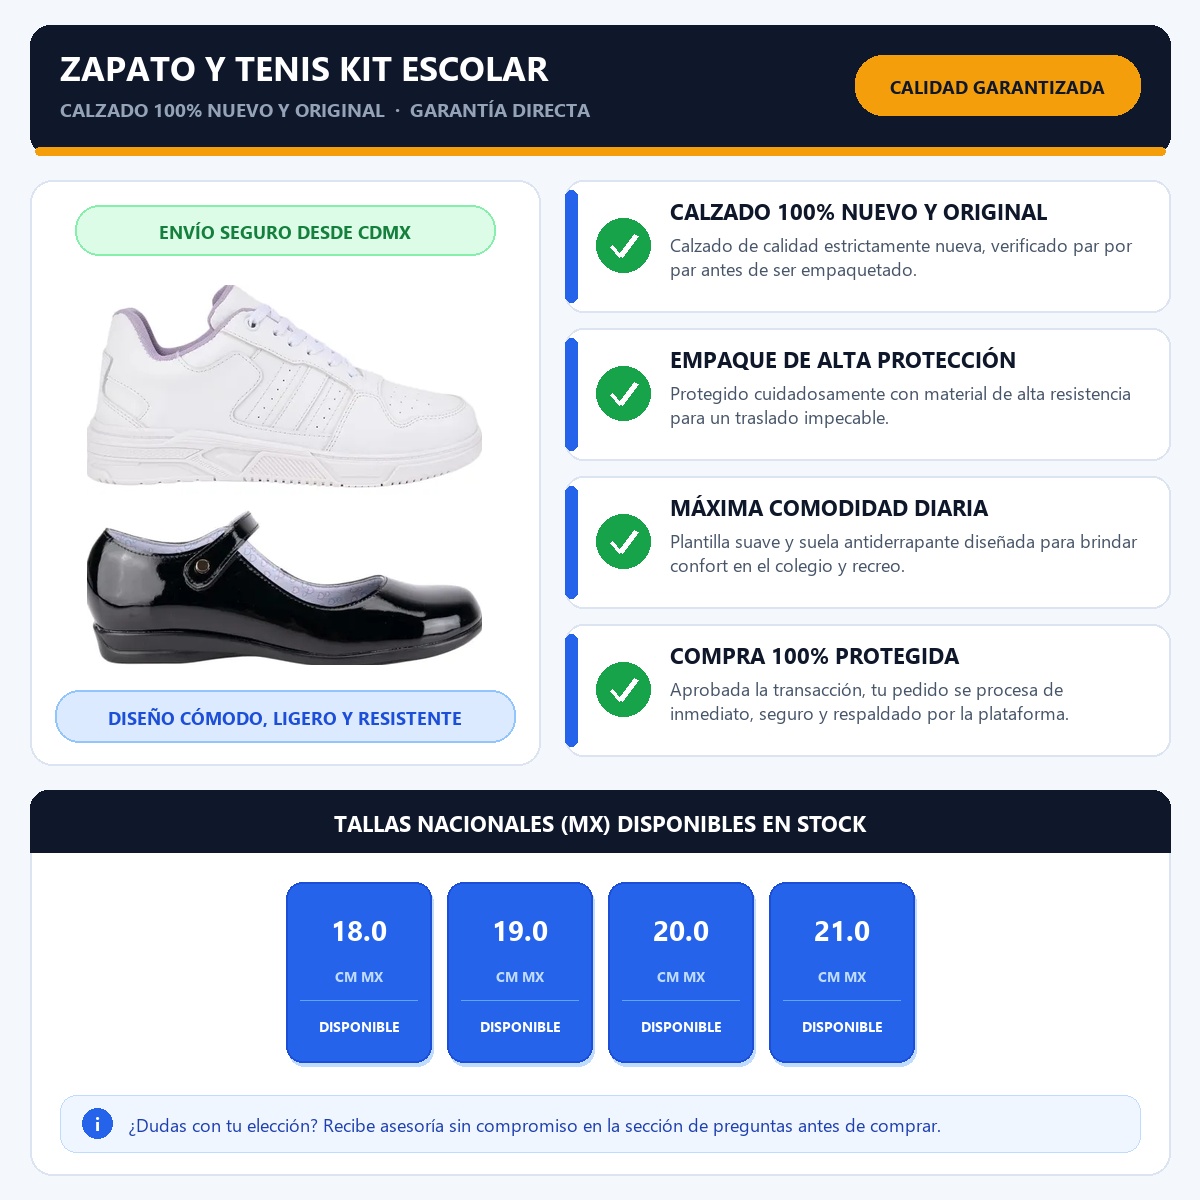 ZAPATO Y TENIS KIT ESCOLAR
CALZADO 100% NUEVO Y ORIGINAL · GARANTÍA DIRECTA
CALIDAD GARANTIZADA
ENVÍO SEGURO DESDE CDMX
DISEÑO CÓMODO, LIGERO Y RESISTENTE
CALZADO 100% NUEVO Y ORIGINAL
Calzado de calidad estrictamente nueva, verificado par por
par antes de ser empaquetado.
EMPAQUE DE ALTA PROTECCIÓN
Protegido cuidadosamente con material de alta resistencia
para un traslado impecable.
MÁXIMA COMODIDAD DIARIA
Plantilla suave y suela antiderrapante diseñada para brindar
confort en el colegio y recreo.
COMPRA 100% PROTEGIDA
Aprobada la transacción, tu pedido se procesa de
inmediato, seguro y respaldado por la plataforma.
TALLAS NACIONALES (MX) DISPONIBLES EN STOCK
18.0
CM MX
DISPONIBLE
19.0
CM MX
DISPONIBLE
20.0
CM MX
DISPONIBLE
21.0
CM MX
DISPONIBLE
¿Dudas con tu elección? Recibe asesoría sin compromiso en la sección de preguntas antes de comprar.